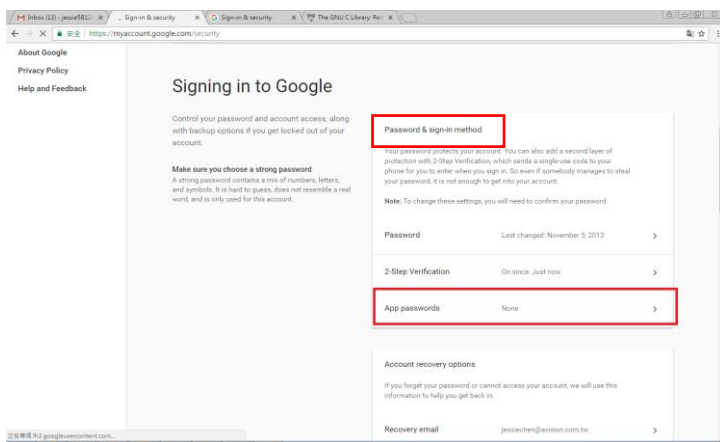 Inbox (13) - jessie5812
Sign-in & security
Sign-in & security
The GNU C Library: Ro
安全 | https://myaccount.google.com/security
About Google
Privacy Policy
Help and Feedback
Signing in to Google
Control your password and account access, along
with backup options if you get locked out of your
account.
Make sure you choose a strong password
A strong password contains a mix of numbers, letters,
and symbols. It is hard to guess, does not resemble a real
word, and is only used for this account.
Password & sign-in method
Your password protects your account. You can also add a second layer of
protection with 2-Step Verification, which sends a single-use code to your
phone for you to enter when you sign in. So even if somebody manages to steal
your password, it is not enough to get into your account.
Note: To change these settings, you will need to confirm your password.
Password Last changed: November 5, 2013
2-Step Verification On since: Just now
App passwords None
Account recovery options
If you forget your password or cannot access your account, we will use this
information to help you get back in.
Recovery email jessiechen@avision.com.tw
lh3.googleusercontent.com...